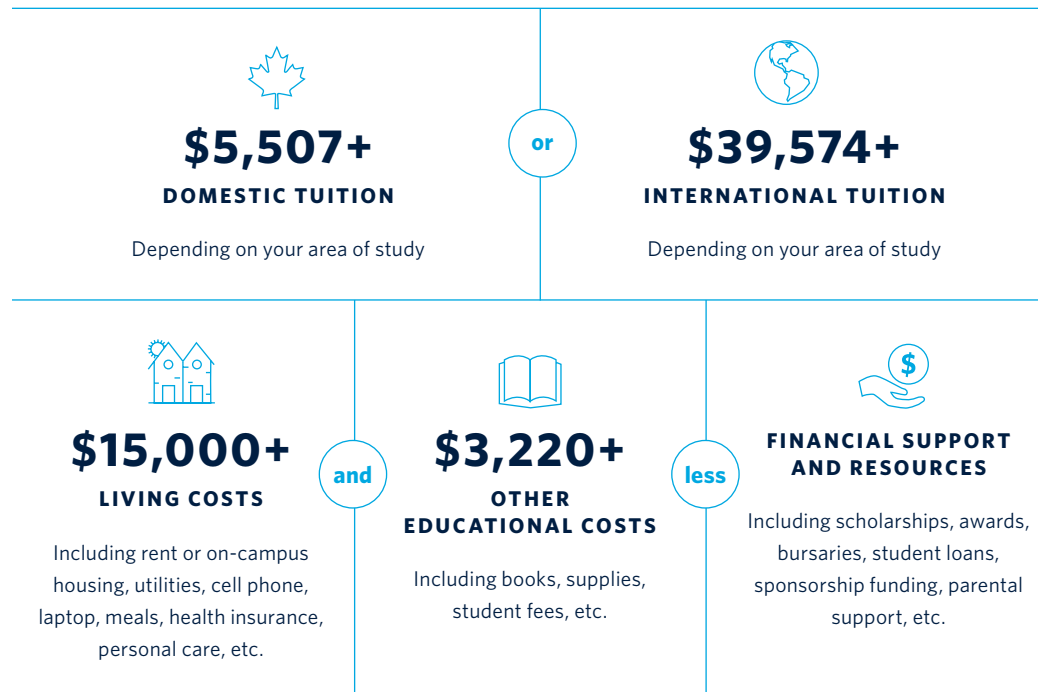 $5,507+
DOMESTIC TUITION
Depending on your area of study
or
$39,574+
INTERNATIONAL TUITION
Depending on your area of study
$15,000+
LIVING COSTS
Including rent or on-campus
housing, utilities, cell phone,
laptop, meals, health insurance,
personal care, etc.
and
$3,220+
OTHER
EDUCATIONAL COSTS
Including books, supplies,
student fees, etc.
less
$
FINANCIAL SUPPORT
AND RESOURCES
Including scholarships, awards,
bursaries, student loans,
sponsorship funding, parental
support, etc.